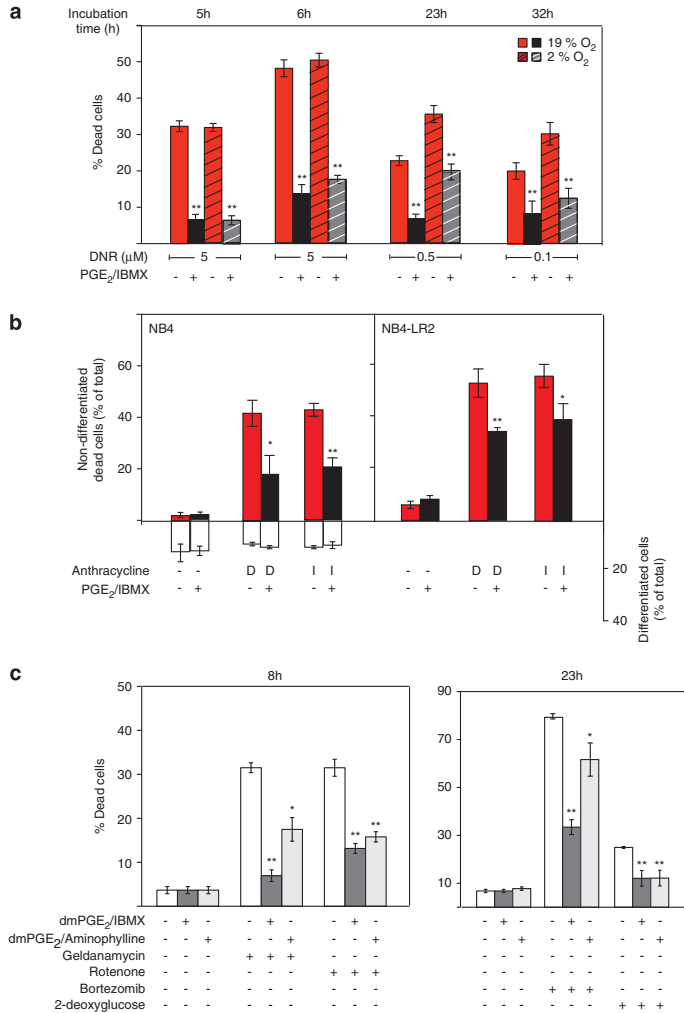 a
Incubation
time (h)
5h 6h 23h 32h
19 % O2
2 % O2
% Dead cells
50
40
30
20
10
DNR (μM) 5 5 0.5 0.1
PGE2/IBMX - + - + - + - + - + - + - + - +
** ** ** ** ** ** ** **
b
NB4 NB4-LR2
Non-differentiated
dead cells (% of total)
60
40
20
* ** ** *
Anthracycline - - D D I I - - D D I I
PGE2/IBMX - + - + - + - + - + - +
20
40
Differentiated cells
(% of total)
c
8h 23h
% Dead cells
50
40
30
20
10
90
70
50
30
10
** * ** ** ** * ** **
dmPGE2/IBMX - + - - + - - + - - + - - + - - + -
dmPGE2/Aminophylline - - + - - + - - + - - + - - + - - +
Geldanamycin - - - + + + - - - - - - - - - - - -
Rotenone - - - - - - + + + - - - - - - - - -
Bortezomib - - - - - - - - - - - - + + + - - -
2-deoxyglucose - - - - - - - - - - - - - - - + + +